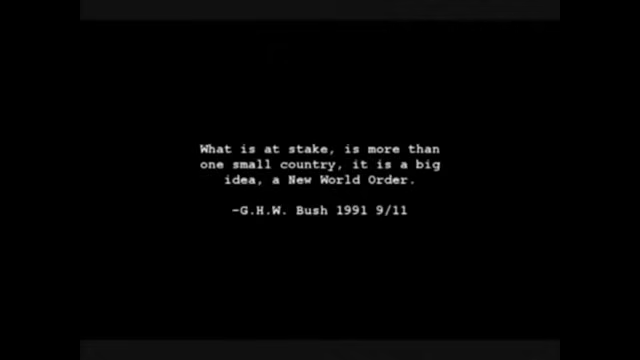 What is at stake, is more than
one small country, it is a big
idea, a New World Order.
-G.H.W. Bush 1991 9/11